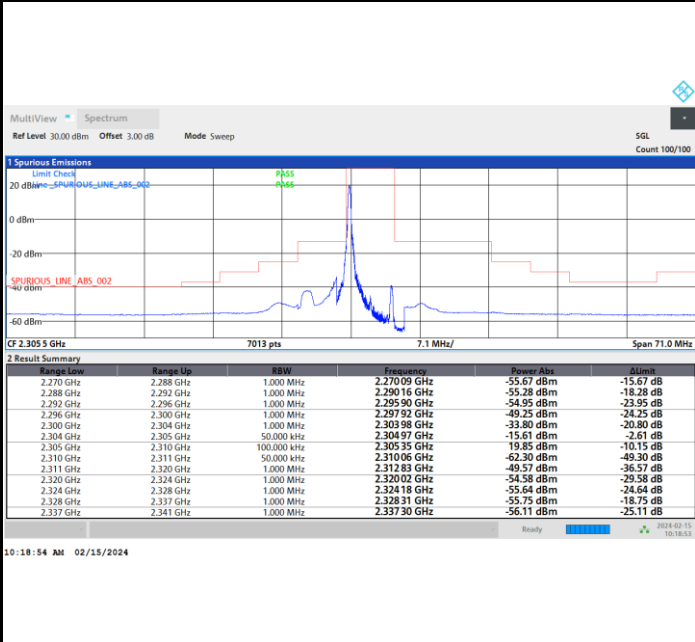 MultiView Spectrum
Ref Level 30.00 dBm Offset 3.00 dB Mode Sweep SGL
Count 100/100
1 Spurious Emissions
Limit Check PASS
20 dBm Line _SPURIOUS_LINE_ABS_002 PASS
0 dBm
-20 dBm
SPURIOUS_LINE_ABS_002
-40 dBm
-60 dBm
CF 2.305 5 GHz 7013 pts 7.1 MHz/ Span 71.0 MHz
2 Result Summary
Range Low Range Up RBW Frequency Power Abs ΔLimit
2.270 GHz 2.288 GHz 1.000 MHz 2.270 09 GHz -55.67 dBm -15.67 dB
2.288 GHz 2.292 GHz 1.000 MHz 2.290 16 GHz -55.28 dBm -18.28 dB
2.292 GHz 2.296 GHz 1.000 MHz 2.295 90 GHz -54.95 dBm -23.95 dB
2.296 GHz 2.300 GHz 1.000 MHz 2.297 92 GHz -49.25 dBm -24.25 dB
2.300 GHz 2.304 GHz 1.000 MHz 2.303 98 GHz -33.80 dBm -20.80 dB
2.304 GHz 2.305 GHz 50.000 kHz 2.304 97 GHz -15.61 dBm -2.61 dB
2.305 GHz 2.310 GHz 100.000 kHz 2.305 35 GHz 19.85 dBm -10.15 dB
2.310 GHz 2.311 GHz 50.000 kHz 2.310 06 GHz -62.30 dBm -49.30 dB
2.311 GHz 2.320 GHz 1.000 MHz 2.312 83 GHz -49.57 dBm -36.57 dB
2.320 GHz 2.324 GHz 1.000 MHz 2.320 02 GHz -54.58 dBm -29.58 dB
2.324 GHz 2.328 GHz 1.000 MHz 2.324 18 GHz -55.64 dBm -24.64 dB
2.328 GHz 2.337 GHz 1.000 MHz 2.328 31 GHz -55.75 dBm -18.75 dB
2.337 GHz 2.341 GHz 1.000 MHz 2.337 30 GHz -56.11 dBm -25.11 dB
Ready 2024-02-15
10:18:53
10:18:54 AM 02/15/2024